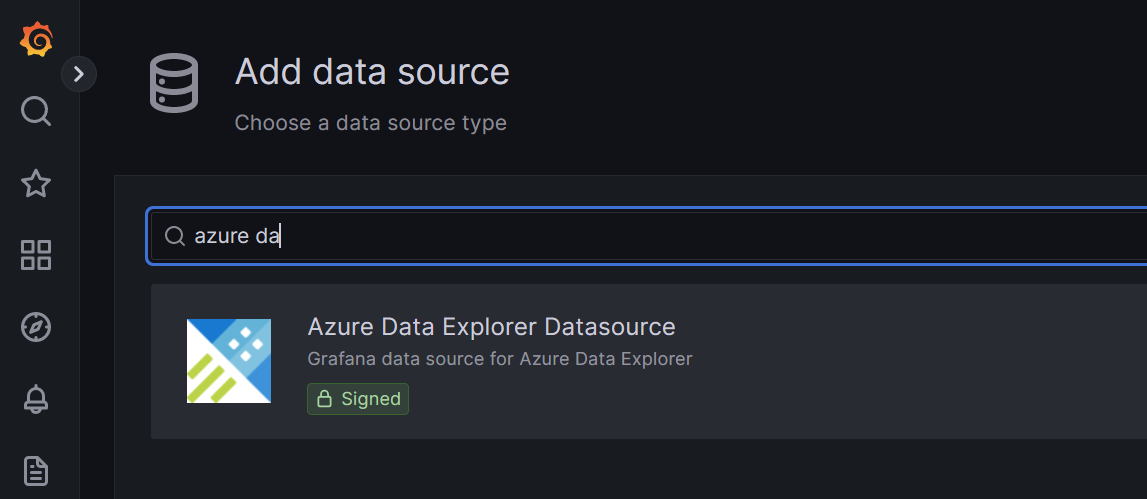 Add data source
Choose a data source type
azure da
Azure Data Explorer Datasource
Grafana data source for Azure Data Explorer
Signed